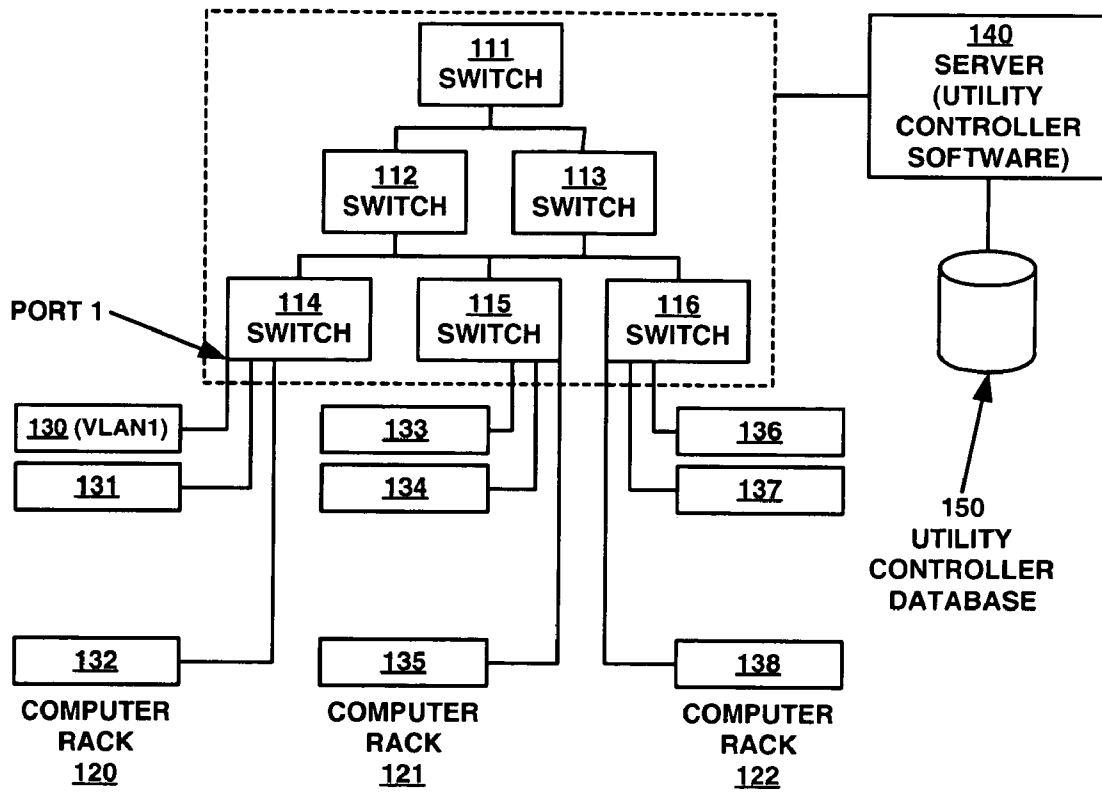 111
SWITCH
140
SERVER
(UTILITY
CONTROLLER
SOFTWARE)
112
SWITCH
113
SWITCH
PORT 1
114
SWITCH
115
SWITCH
116
SWITCH
130 (VLAN1)
133
136
131
134
137
150
UTILITY
CONTROLLER
DATABASE
132
135
138
COMPUTER
RACK
120
COMPUTER
RACK
121
COMPUTER
RACK
122